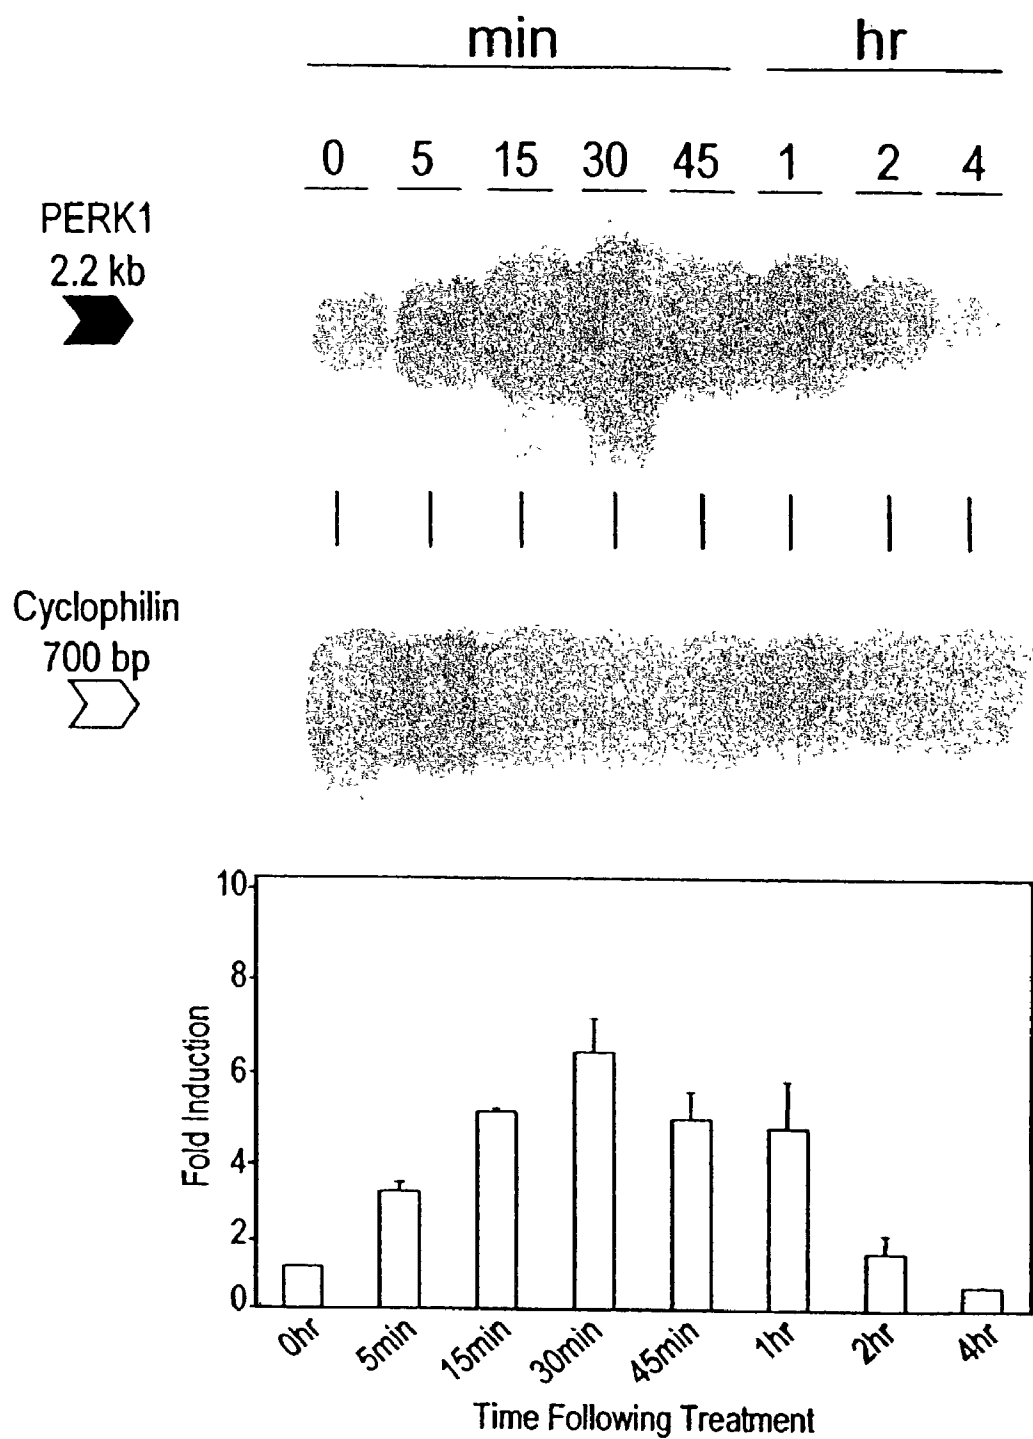 min hr
0 5 15 30 45 1 2 4
PERK1
2.2 kb
Cyclophilin
700 bp
10
8
6
4
2
0
Fold Induction
0hr 5min 15min 30min 45min 1hr 2hr 4hr
Time Following Treatment